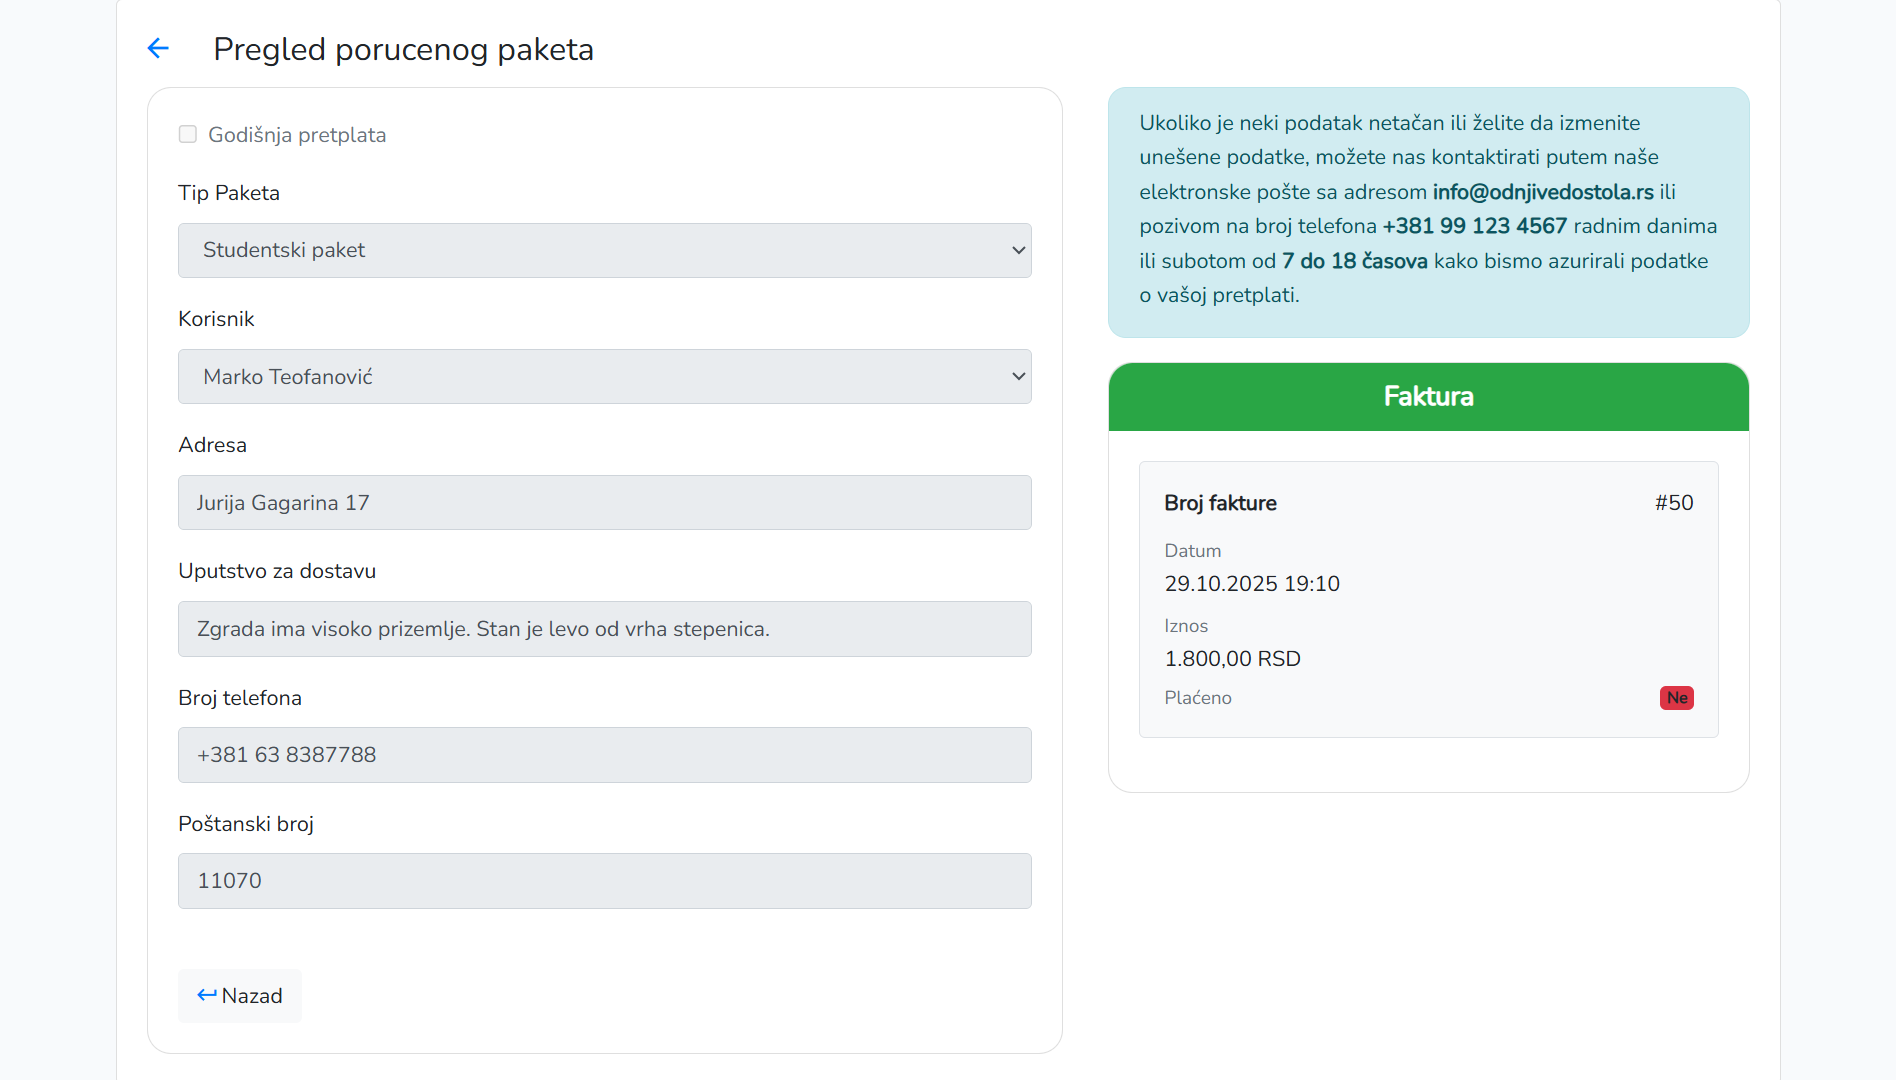 Pregled porucenog paketa
Godišnja pretplata
Tip Paketa
Studentski paket
Korisnik
Marko Teofanović
Adresa
Jurija Gagarina 17
Uputstvo za dostavu
Zgrada ima visoko prizemlje. Stan je levo od vrha stepenica.
Broj telefona
+381 63 8387788
Poštanski broj
11070
Nazad
Ukoliko je neki podatak netačan ili želite da izmenite
unešene podatke, možete nas kontaktirati putem naše
elektronske pošte sa adresom info@odnjivedostola.rs ili
pozivom na broj telefona +381 99 123 4567 radnim danima
ili subotom od 7 do 18 časova kako bismo azurirali podatke
o vašoj pretplati.
Faktura
Broj fakture #50
Datum
29.10.2025 19:10
Iznos
1.800,00 RSD
Plaćeno Ne